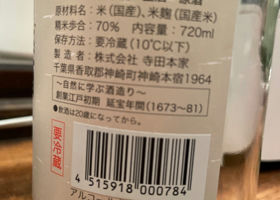 原酒
原材料名：米（国産）、米麹（国産米）
精米歩合：70％　内容量：720ml
保存方法：要冷蔵（10℃以下）
製造者：株式会社 寺田本家
千葉県香取郡神崎町神崎本宿1964
～自然に学ぶ酒造り～
創業江戸初期 延宝年間（1673～81）
●飲酒は20歳になってから。
要冷蔵
4 515918 000784
アルコ